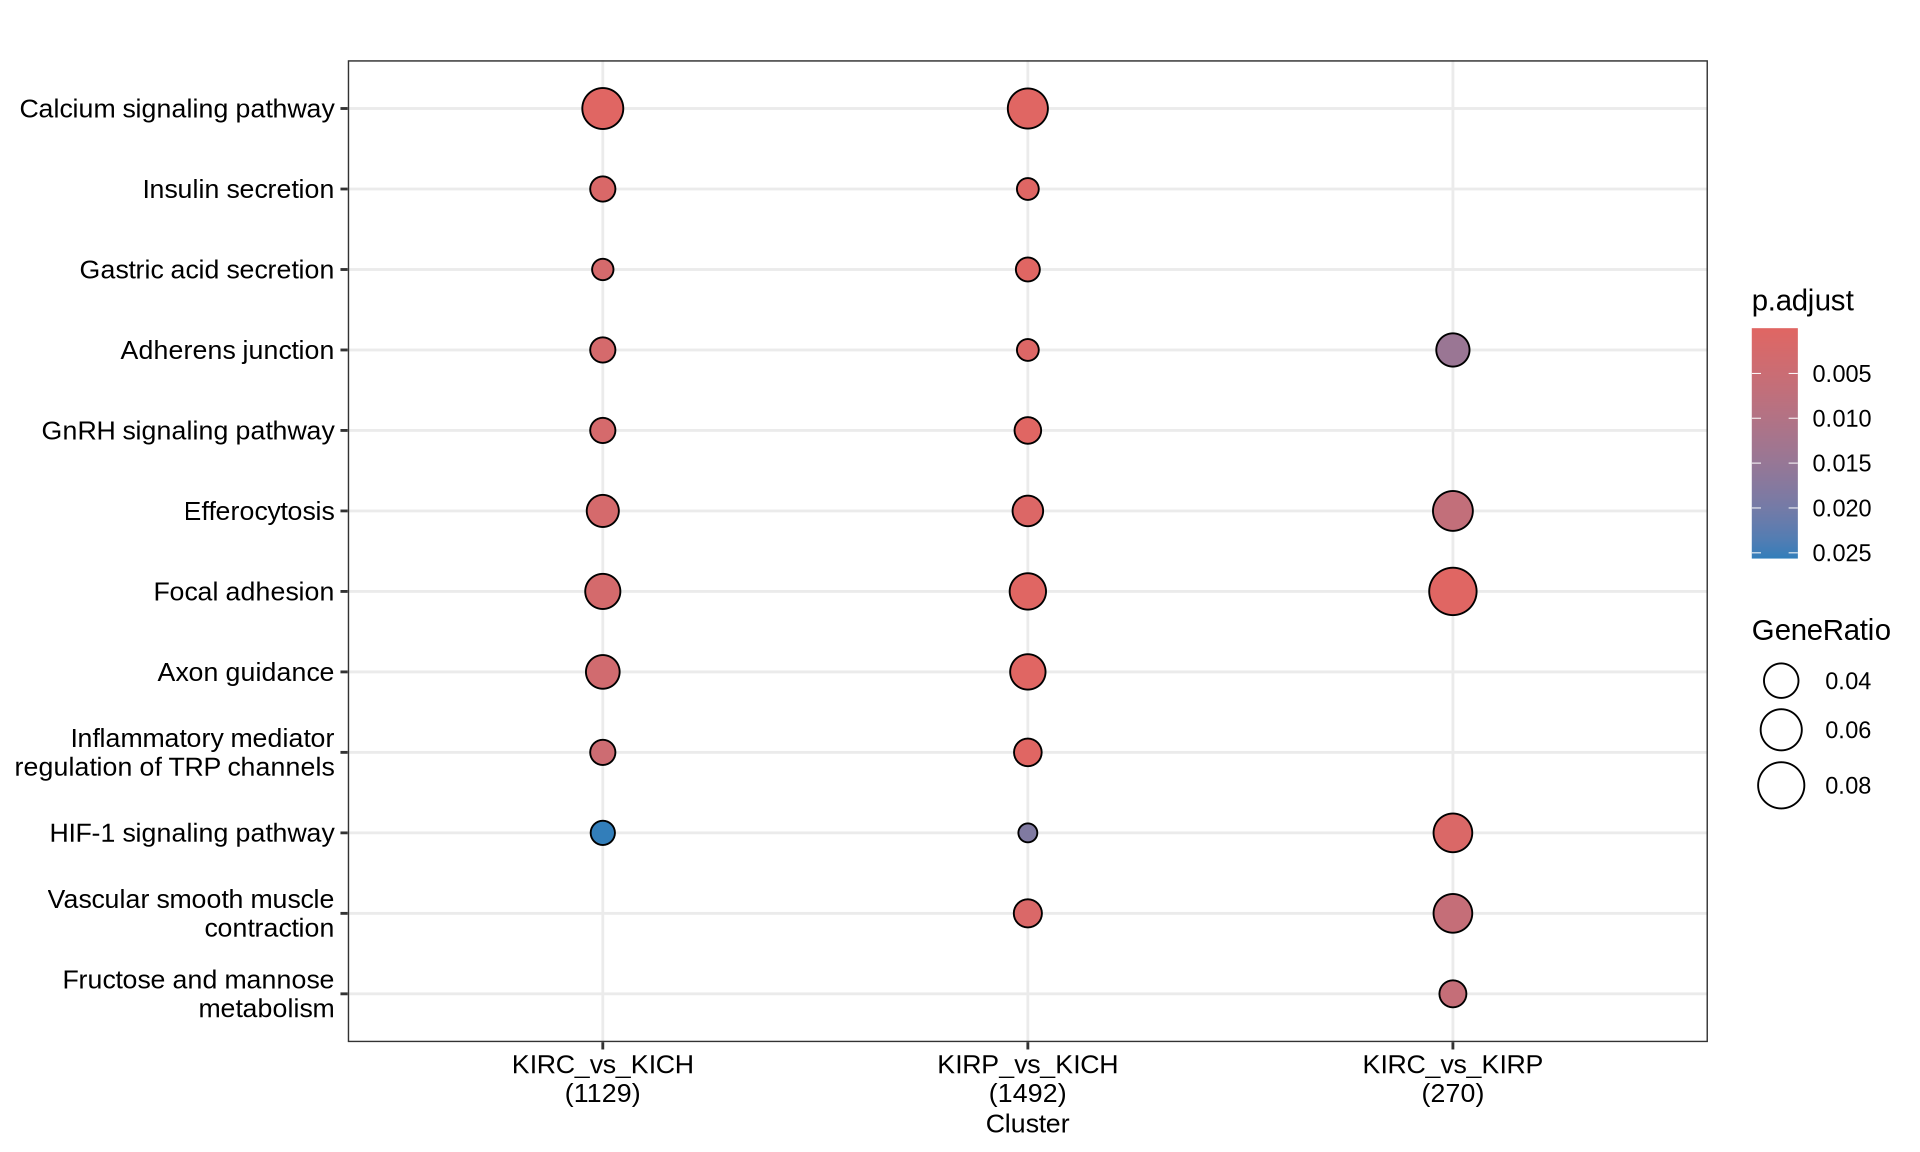 Calcium signaling pathway
Insulin secretion
Gastric acid secretion
Adherens junction
GnRH signaling pathway
Efferocytosis
Focal adhesion
Axon guidance
Inflammatory mediator
regulation of TRP channels
HIF-1 signaling pathway
Vascular smooth muscle
contraction
Fructose and mannose
metabolism
KIRC_vs_KICH
(1129)
KIRP_vs_KICH
(1492)
KIRC_vs_KIRP
(270)
Cluster
p.adjust
0.005
0.010
0.015
0.020
0.025
GeneRatio
0.04
0.06
0.08